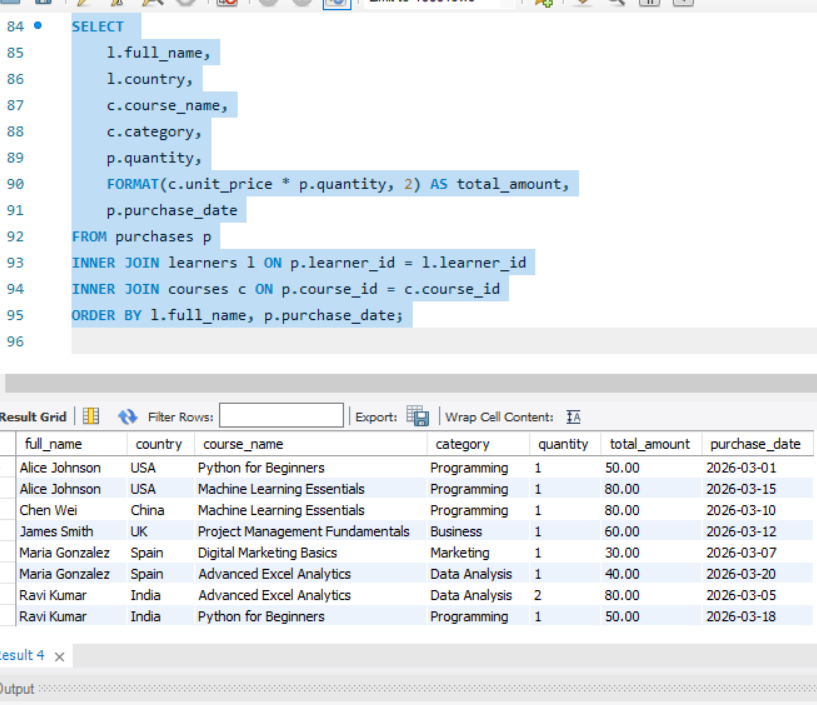 84 SELECT
85 l.full_name,
86 l.country,
87 c.course_name,
88 c.category,
89 p.quantity,
90 FORMAT(c.unit_price * p.quantity, 2) AS total_amount,
91 p.purchase_date
92 FROM purchases p
93 INNER JOIN learners l ON p.learner_id = l.learner_id
94 INNER JOIN courses c ON p.course_id = c.course_id
95 ORDER BY l.full_name, p.purchase_date;
96
Result Grid Filter Rows: Export: Wrap Cell Content: IA
full_name country course_name category quantity total_amount purchase_date
Alice Johnson USA Python for Beginners Programming 1 50.00 2026-03-01
Alice Johnson USA Machine Learning Essentials Programming 1 80.00 2026-03-15
Chen Wei China Machine Learning Essentials Programming 1 80.00 2026-03-10
James Smith UK Project Management Fundamentals Business 1 60.00 2026-03-12
Maria Gonzalez Spain Digital Marketing Basics Marketing 1 30.00 2026-03-07
Maria Gonzalez Spain Advanced Excel Analytics Data Analysis 1 40.00 2026-03-20
Ravi Kumar India Advanced Excel Analytics Data Analysis 2 80.00 2026-03-05
Ravi Kumar India Python for Beginners Programming 1 50.00 2026-03-18
esult 4
Output